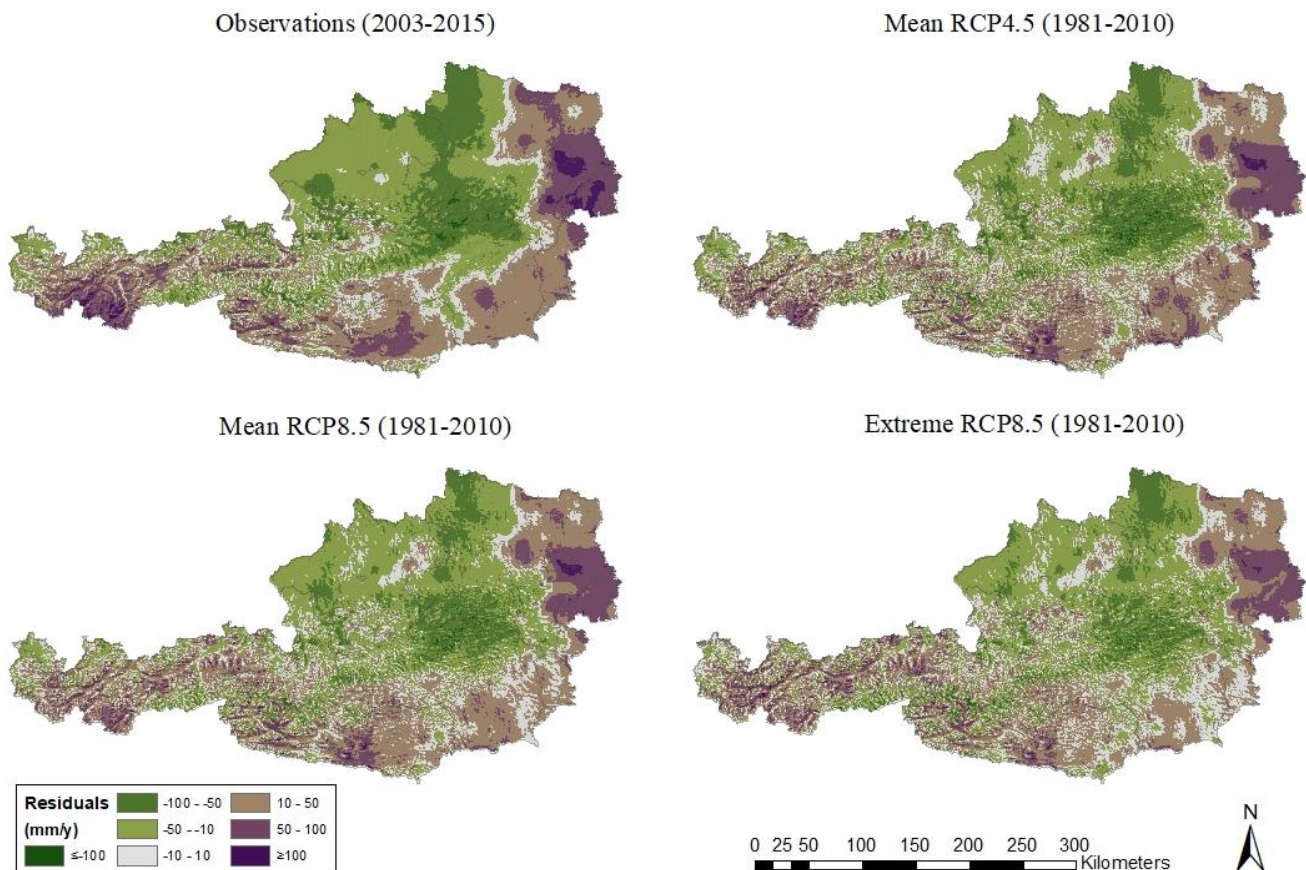 Observations (2003-2015)
Mean RCP4.5 (1981-2010)
Mean RCP8.5 (1981-2010)
Extreme RCP8.5 (1981-2010)
Residuals
(mm/y)
≤-100
-100 - -50
-50 - -10
-10 - 10
10 - 50
50 - 100
≥100
0 25 50 100 150 200 250 300
Kilometers
N